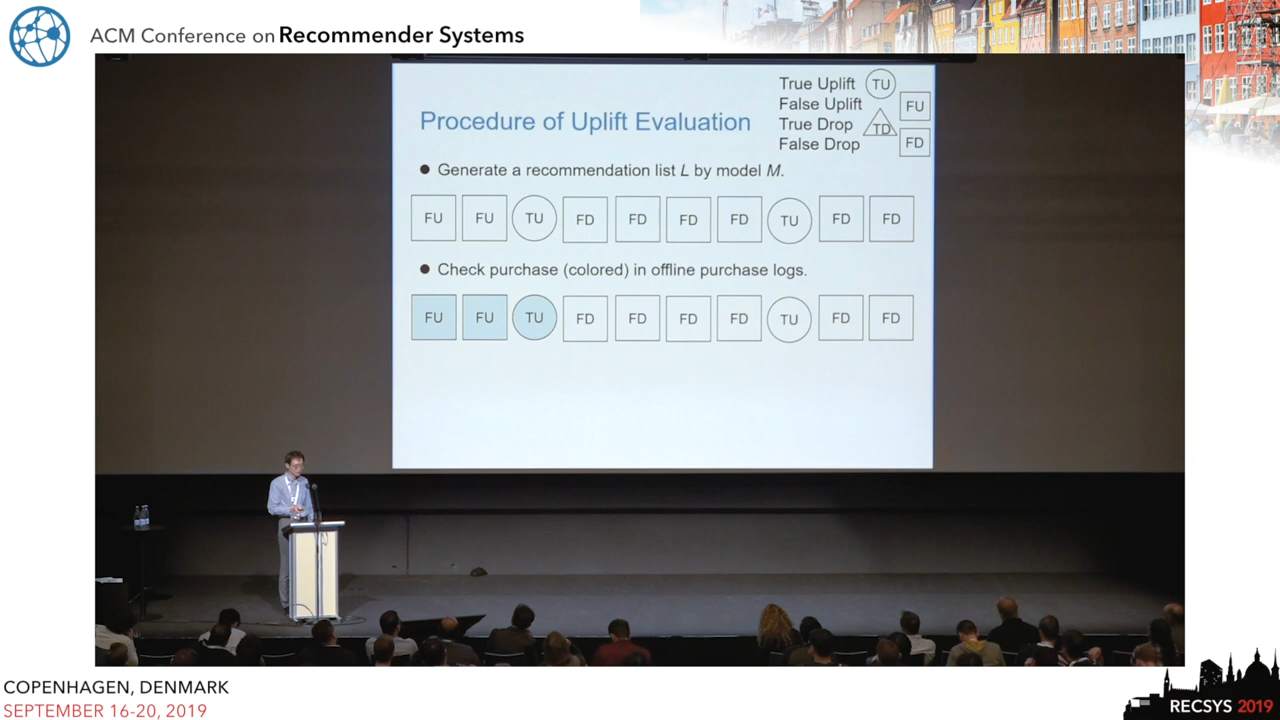 ACM Conference on Recommender Systems
True Uplift TU
False Uplift FU
True Drop TD
False Drop FD
Procedure of Uplift Evaluation
● Generate a recommendation list L by model M.
FU FU TU FD FD FD FD TU FD FD
● Check purchase (colored) in offline purchase logs.
FU FU TU FD FD FD FD TU FD FD
COPENHAGEN, DENMARK
SEPTEMBER 16-20, 2019
RECSYS 2019